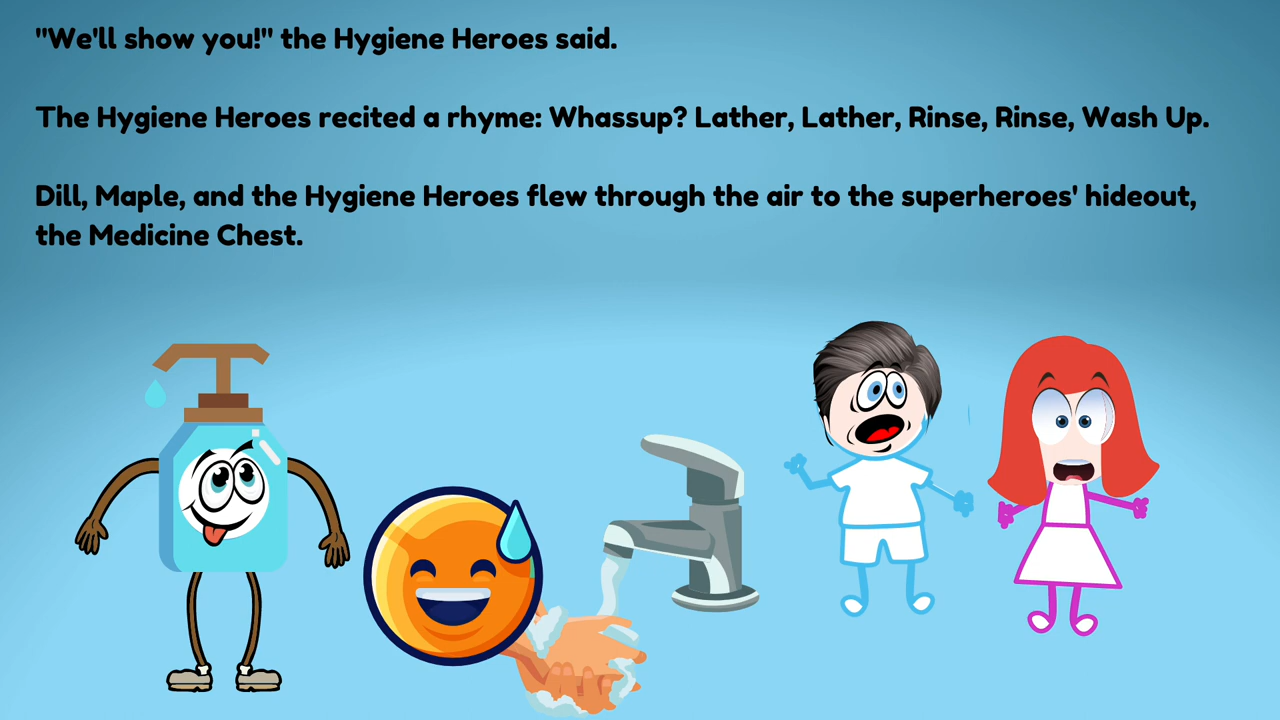 "We'll show you!" the Hygiene Heroes said.
The Hygiene Heroes recited a rhyme: Whassup? Lather, Lather, Rinse, Rinse, Wash Up.
Dill, Maple, and the Hygiene Heroes flew through the air to the superheroes' hideout,
the Medicine Chest.